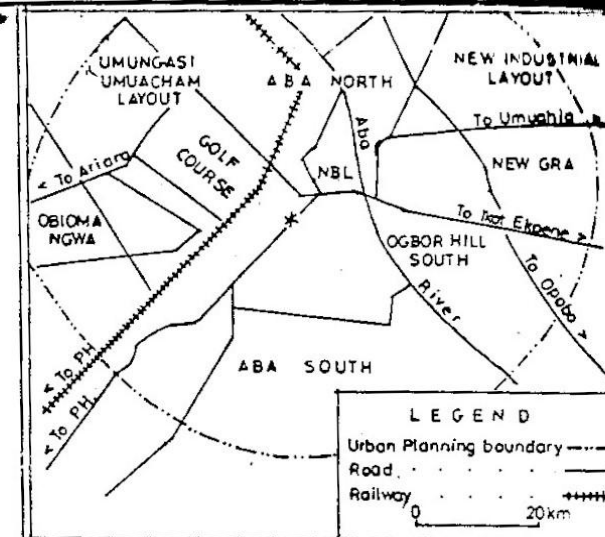 UMUNGASI
UMUACHAM
LAYOUT
ABA NORTH
NEW INDUSTRIAL
LAYOUT
To Umuahia
GOLF
COURSE
Aba
NBL
NEW GRA
< To Ariara
OBIOMA
NGWA
To Ikot Ekpene >
OGBOR HILL
SOUTH
River
To Opobo >
< To PH
< To PH
ABA SOUTH
LEGEND
Urban Planning boundary
Road
Railway
0 20km